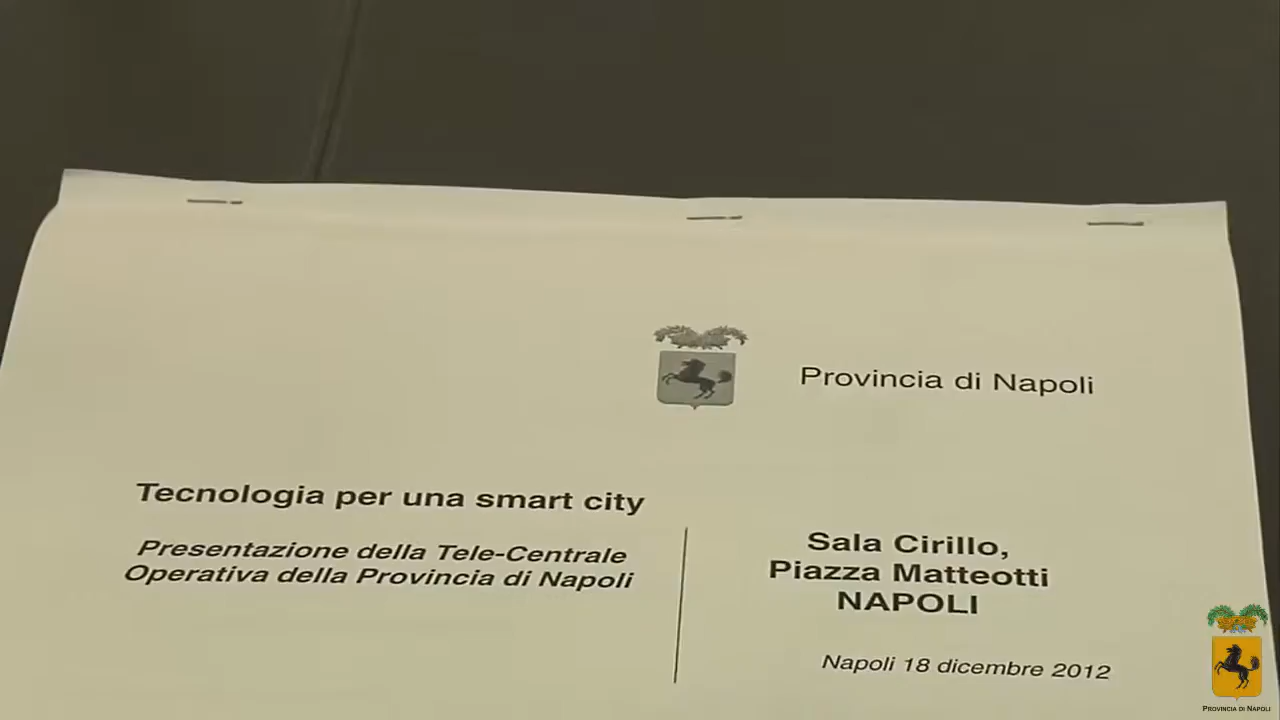 Provincia di Napoli
Tecnologia per una smart city
Presentazione della Tele-Centrale
Operativa della Provincia di Napoli
Sala Cirillo,
Piazza Matteotti
NAPOLI
Napoli 18 dicembre 2012
PROVINCIA DI NAPOLI